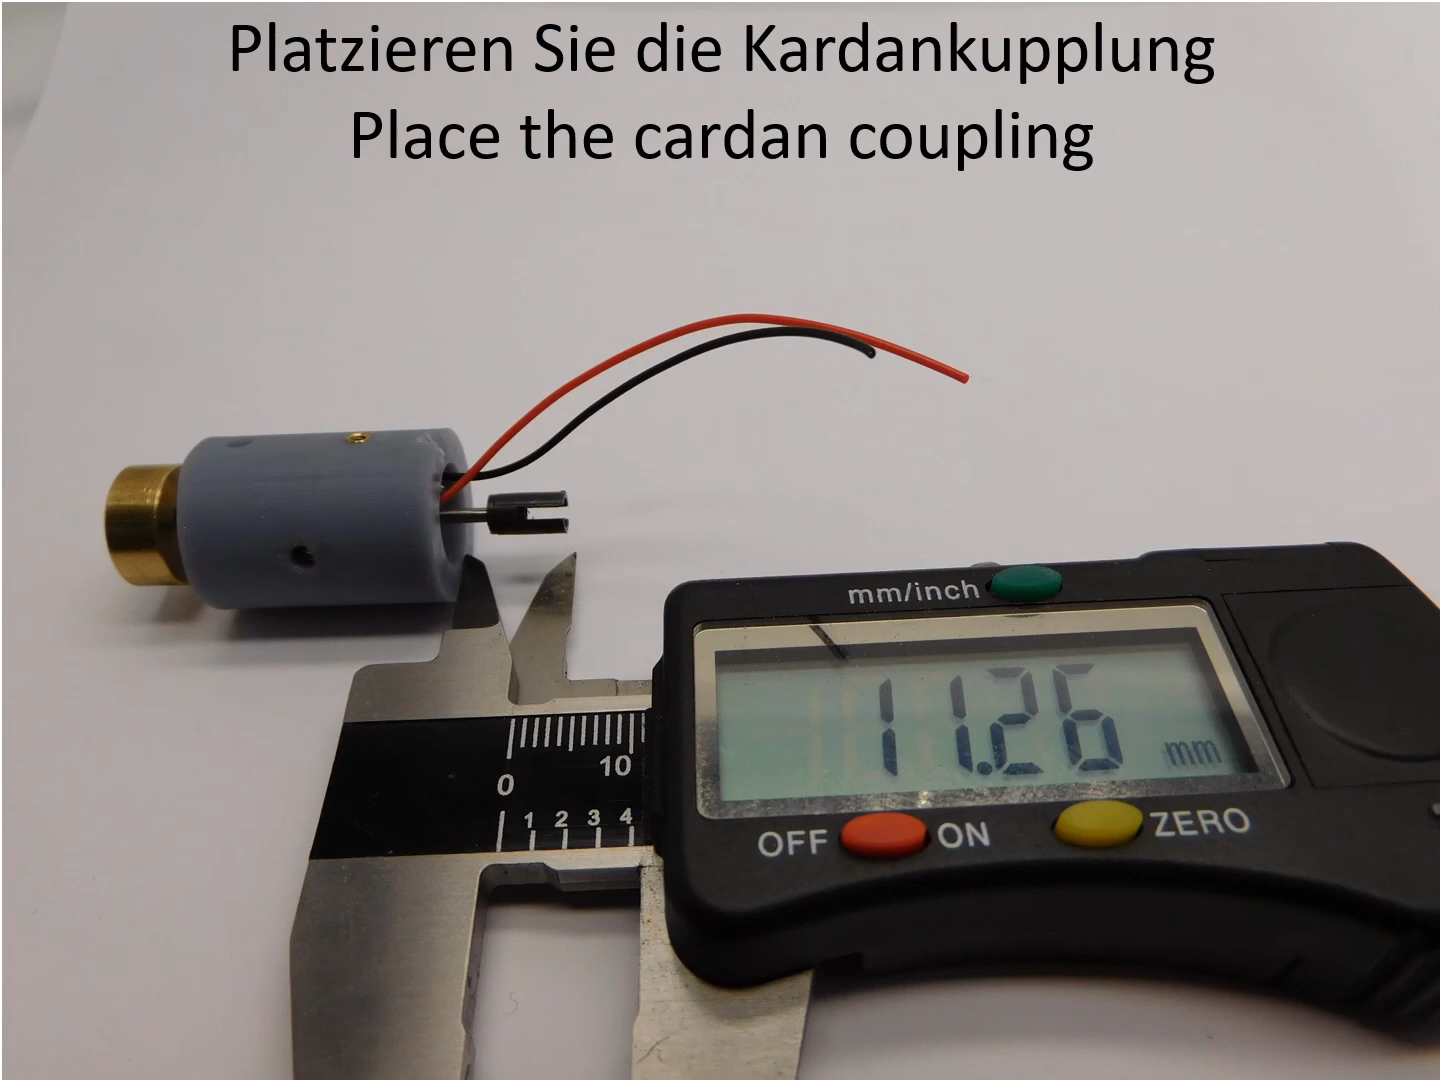 Platzieren Sie die Kardankupplung
Place the cardan coupling
mm/inch
11.26 mm
0 10
1 2 3 4
OFF ON ZERO